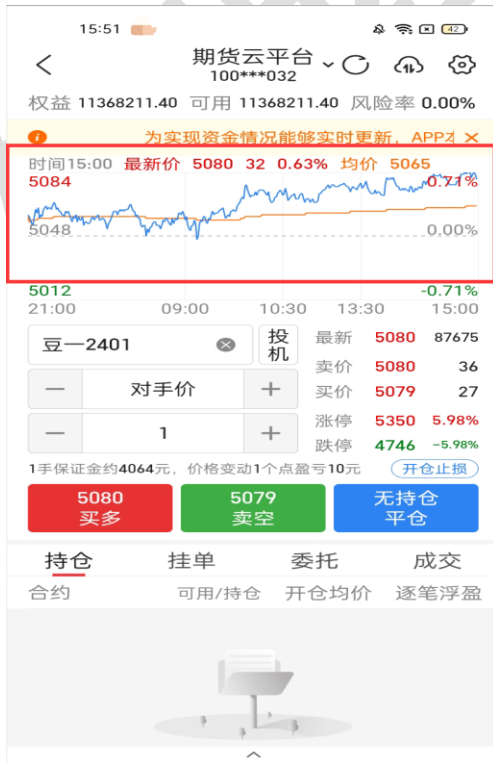 15:51 42
期货云平台
100***032
权益 11368211.40 可用 11368211.40 风险率 0.00%
为实现资金情况能够实时更新，APP
时间15:00 最新价 5080 32 0.63% 均价 5065
5084 0.71%
5048 0.00%
5012 -0.71%
21:00 09:00 10:30 13:30 15:00
豆一2401 投机 最新 5080 87675
卖价 5080 36
— 对手价 + 买价 5079 27
涨停 5350 5.98%
— 1 + 跌停 4746 -5.98%
1手保证金约4064元，价格变动1个点盈亏10元 开仓止损
5080 5079 无持仓
买多 卖空 平仓
持仓 挂单 委托 成交
合约 可用/持仓 开仓均价 逐笔浮盈